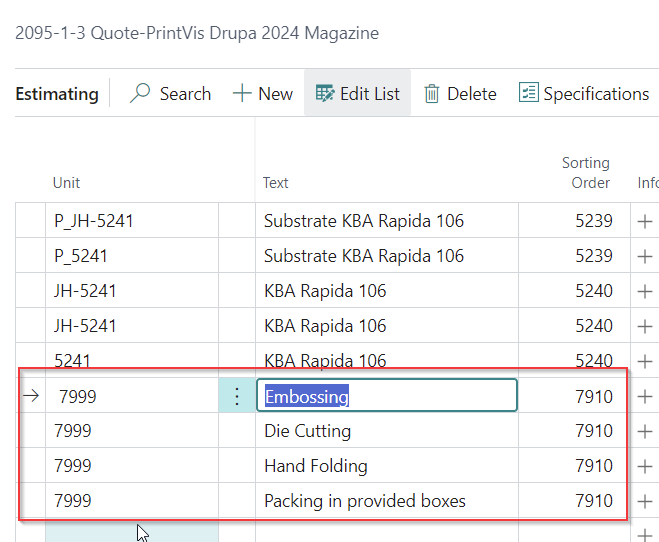 2095-1-3 Quote-PrintVis Drupa 2024 Magazine
Estimating Search New Edit List Delete Specifications
Unit Text Sorting Order Info
P_JH-5241 Substrate KBA Rapida 106 5239
P_5241 Substrate KBA Rapida 106 5239
JH-5241 KBA Rapida 106 5240
JH-5241 KBA Rapida 106 5240
5241 KBA Rapida 106 5240
7999 Embossing 7910
7999 Die Cutting 7910
7999 Hand Folding 7910
7999 Packing in provided boxes 7910